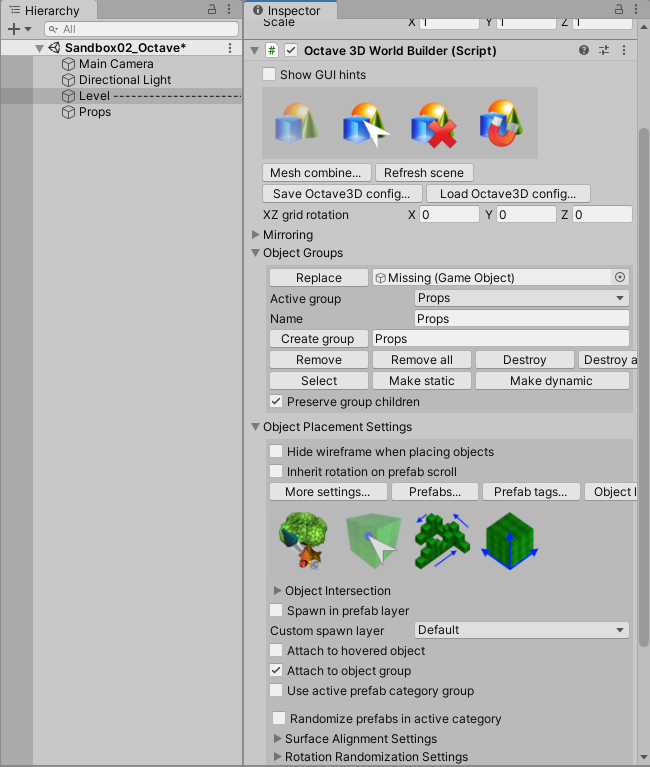 Hierarchy
All
Sandbox02_Octave*
Main Camera
Directional Light
Level ------------------------
Props
Inspector
Scale X 1 Y 1 Z 1
Octave 3D World Builder (Script)
Show GUI hints
Mesh combine... Refresh scene
Save Octave3D config... Load Octave3D config...
XZ grid rotation X 0 Y 0 Z 0
Mirroring
Object Groups
Replace Missing (Game Object)
Active group Props
Name Props
Create group Props
Remove Remove all Destroy Destroy a
Select Make static Make dynamic
Preserve group children
Object Placement Settings
Hide wireframe when placing objects
Inherit rotation on prefab scroll
More settings... Prefabs... Prefab tags... Object l
Object Intersection
Spawn in prefab layer
Custom spawn layer Default
Attach to hovered object
Attach to object group
Use active prefab category group
Randomize prefabs in active category
Surface Alignment Settings
Rotation Randomization Settings